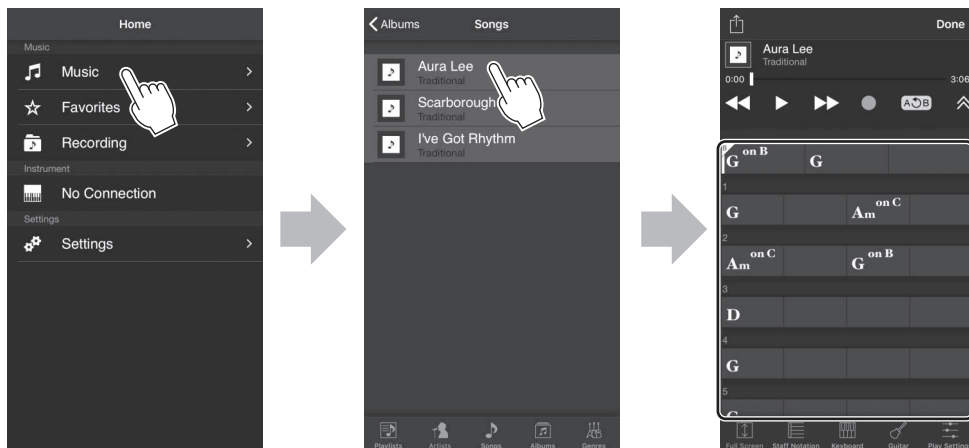 Home
Music
Music
Favorites
Recording
Instrument
No Connection
Settings
Settings
Albums Songs
Aura Lee
Traditional
Scarborough
Traditional
I've Got Rhythm
Traditional
Playlists Artists Songs Albums Genres
Done
Aura Lee
Traditional
0:00 3:06
A B
G on B G
1
G Am on C
2
Am on C G on B
3
D
4
G
5
Full Screen Staff Notation Keyboard Guitar Play Setting